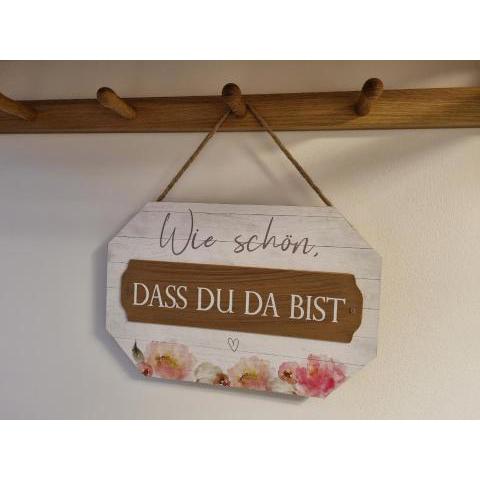 Wie schön,
DASS DU DA BIST